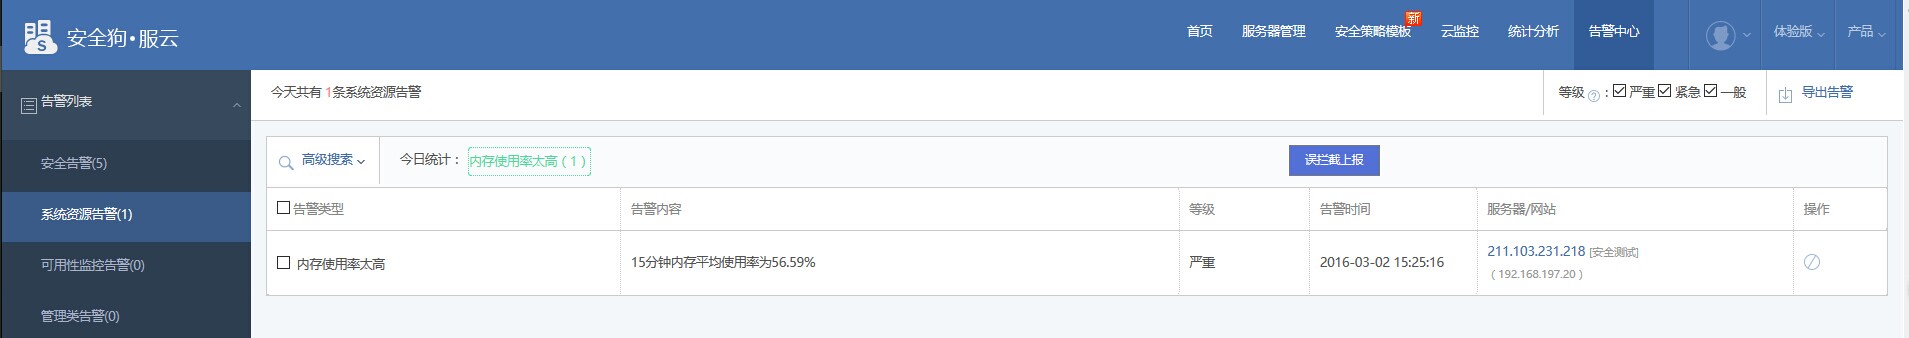 安全狗•服云
首页 服务器管理 安全策略模板 新 云监控 统计分析 告警中心 体验版 产品
告警列表
安全告警(5)
系统资源告警(1)
可用性监控告警(0)
管理类告警(0)
今天共有 1条系统资源告警
等级 ? : 严重 紧急 一般 导出告警
高级搜索 今日统计： 内存使用率太高（1） 误拦截上报
告警类型 告警内容 等级 告警时间 服务器/网站 操作
内存使用率太高 15分钟内存平均使用率为56.59% 严重 2016-03-02 15:25:16 211.103.231.218 [安全测试]
（192.168.197.20）